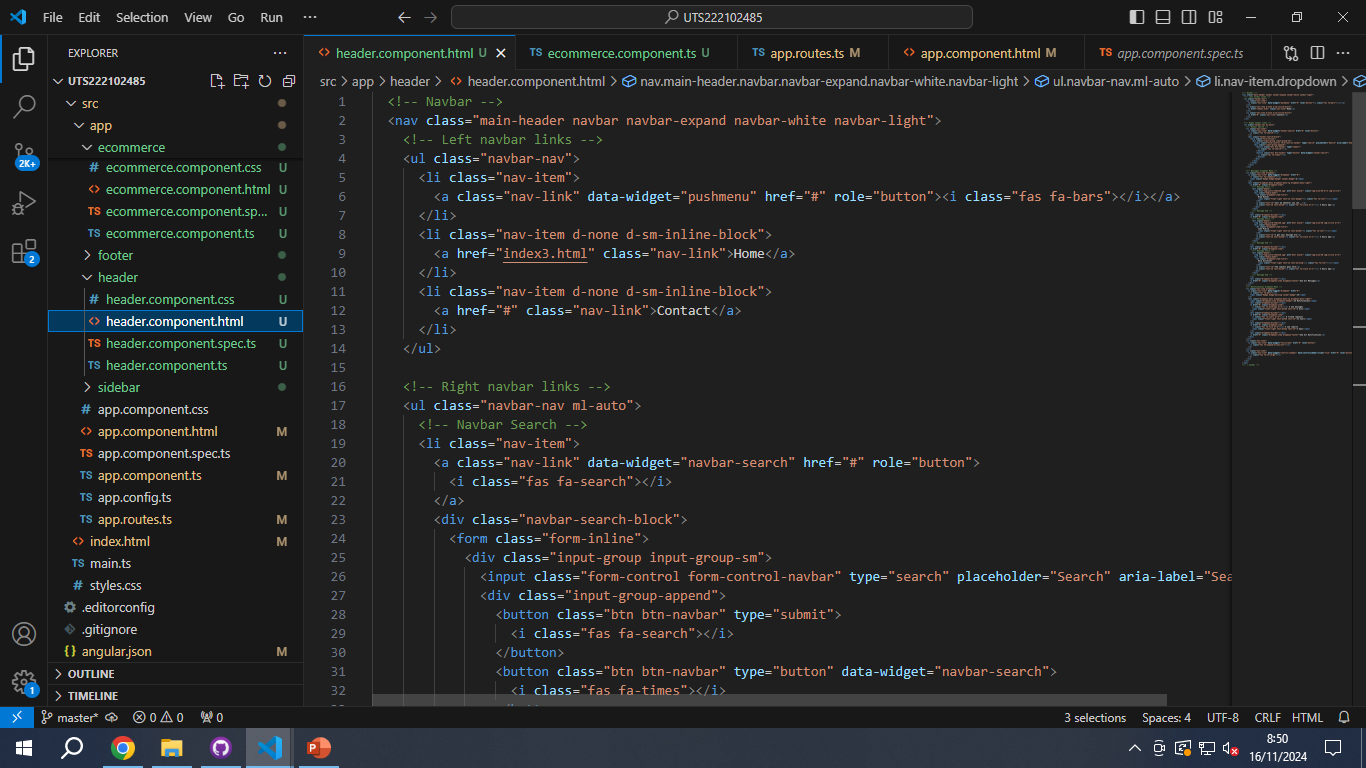 File Edit Selection View Go Run ··· UTS222102485
EXPLORER ···
header.component.html U
ecommerce.component.ts U
app.routes.ts M
app.component.html M
app.component.spec.ts
UTS222102485
src > app > header > header.component.html > nav.main-header.navbar.navbar-expand.navbar-white.navbar-light > ul.navbar-nav.ml-auto > li.nav-item.dropdown >
src
app
ecommerce
ecommerce.component.css U
ecommerce.component.html U
ecommerce.component.sp... U
ecommerce.component.ts U
footer
header
header.component.css U
header.component.html U
header.component.spec.ts U
header.component.ts U
sidebar
app.component.css
app.component.html M
app.component.spec.ts
app.component.ts M
app.config.ts
app.routes.ts M
index.html M
main.ts
styles.css
.editorconfig
.gitignore
angular.json M
OUTLINE
TIMELINE
2K+
2
1
1 <!-- Navbar -->
2 <nav class="main-header navbar navbar-expand navbar-white navbar-light">
3 <!-- Left navbar links -->
4 <ul class="navbar-nav">
5 <li class="nav-item">
6 <a class="nav-link" data-widget="pushmenu" href="#" role="button"><i class="fas fa-bars"></i></a>
7 </li>
8 <li class="nav-item d-none d-sm-inline-block">
9 <a href="index3.html" class="nav-link">Home</a>
10 </li>
11 <li class="nav-item d-none d-sm-inline-block">
12 <a href="#" class="nav-link">Contact</a>
13 </li>
14 </ul>
15
16 <!-- Right navbar links -->
17 <ul class="navbar-nav ml-auto">
18 <!-- Navbar Search -->
19 <li class="nav-item">
20 <a class="nav-link" data-widget="navbar-search" href="#" role="button">
21 <i class="fas fa-search"></i>
22 </a>
23 <div class="navbar-search-block">
24 <form class="form-inline">
25 <div class="input-group input-group-sm">
26 <input class="form-control form-control-navbar" type="search" placeholder="Search" aria-label="Sea
27 <div class="input-group-append">
28 <button class="btn btn-navbar" type="submit">
29 <i class="fas fa-search"></i>
30 </button>
31 <button class="btn btn-navbar" type="button" data-widget="navbar-search">
32 <i class="fas fa-times"></i>
master* 0 0 0 3 selections Spaces: 4 UTF-8 CRLF HTML
8:50
16/11/2024